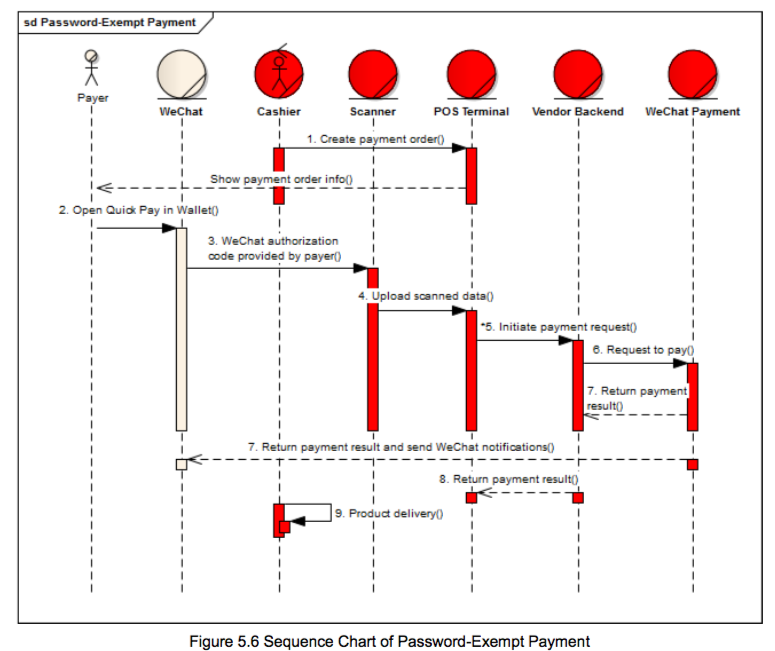 sd Password-Exempt Payment
Payer
WeChat
Cashier
Scanner
POS Terminal
Vendor Backend
WeChat Payment
1. Create payment order()
Show payment order info()
2. Open Quick Pay in Wallet()
3. WeChat authorization
code provided by payer()
4. Upload scanned data()
*5. Initiate payment request()
6. Request to pay()
7. Return payment
result()
7. Return payment result and send WeChat notifications()
8. Return payment result()
9. Product delivery()
Figure 5.6 Sequence Chart of Password-Exempt Payment